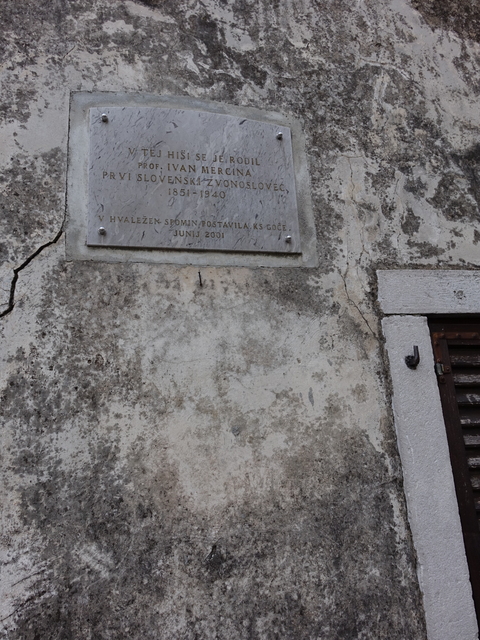 V TEJ HIŠI SE JE RODIL
PROF. IVAN MERCINA
PRVI SLOVENSKI ZVONOSLOVEC,
1851-1940
V HVALEŽEN SPOMIN POSTAVILA KS GOČE,
JUNIJ 2001